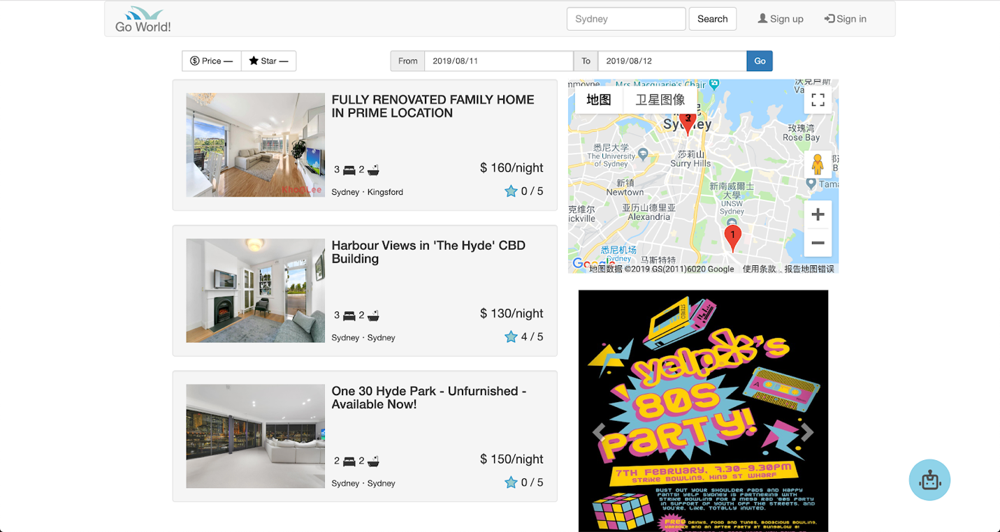 Go World!
Sydney
Search
Sign up
Sign in
Price —
Star —
From
2019/08/11
To
2019/08/12
Go
FULLY RENOVATED FAMILY HOME
IN PRIME LOCATION
3 2
$ 160/night
Sydney · Kingsford
0 / 5
KhanLee
Harbour Views in 'The Hyde' CBD
Building
3 2
$ 130/night
Sydney · Sydney
4 / 5
One 30 Hyde Park - Unfurnished -
Available Now!
2 2
$ 150/night
Sydney · Sydney
0 / 5
mmoyne
Mrs Macquarie's Chair
沃克卢斯
地图
卫星图像
Sydney
玫瑰湾
Rose Bay
悉尼大学
The University
of Sydney
莎莉山
Surry Hills
新镇
Newtown
新南威爾士
大學
UNSW
Sydney
Tama
克维尔
ickville
亚历山德里亚
Alexandria
1
悉尼机场
Sydney
马斯特特
Google
地图数据 ©2019 GS(2011)6020 Google
使用条款
报告地图错误
STEREO
yelp's
80s
PARTY!
A
7TH FEBRUARY, 7.30-9.30PM
STRIKE BOWLING, KING ST WHARF
BUST OUT YOUR SHOULDER PADS AND HAPPY
PANTS! YELP SYDNEY IS PARTNERING WITH
STRIKE BOWLING FOR A MEGA RAD '80S PARTY
IN SUPPORT OF YOUTH OFF THE STREETS, AND
YOU'RE, LIKE, TOTALLY INVITED.
FREE DRINKS, FOOD AND TUNES, BODACIOUS BOWLING,
KARAOKE AND AN AFTER PARTY AT BUNGALOW 8!